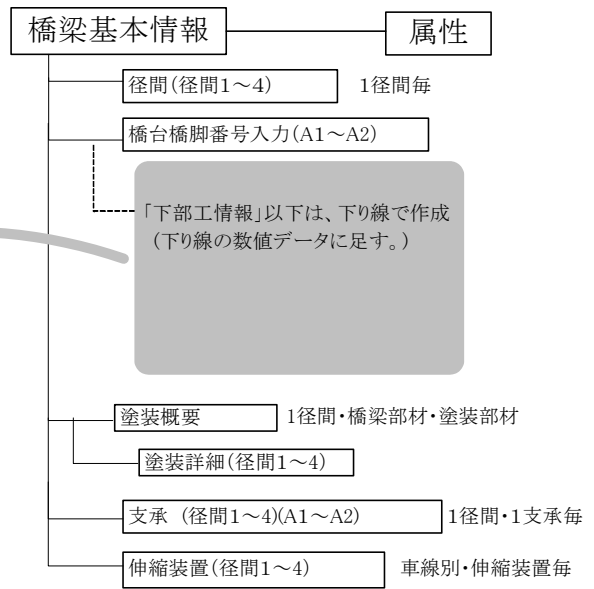 橋梁基本情報 属性
径間(径間1～4) 1径間毎
橋台橋脚番号入力(A1～A2)
「下部工情報」以下は、下り線で作成
（下り線の数値データに足す。）
塗装概要 1径間・橋梁部材・塗装部材
塗装詳細(径間1～4)
支承 (径間1～4)(A1～A2) 1径間・1支承毎
伸縮装置(径間1～4) 車線別・伸縮装置毎